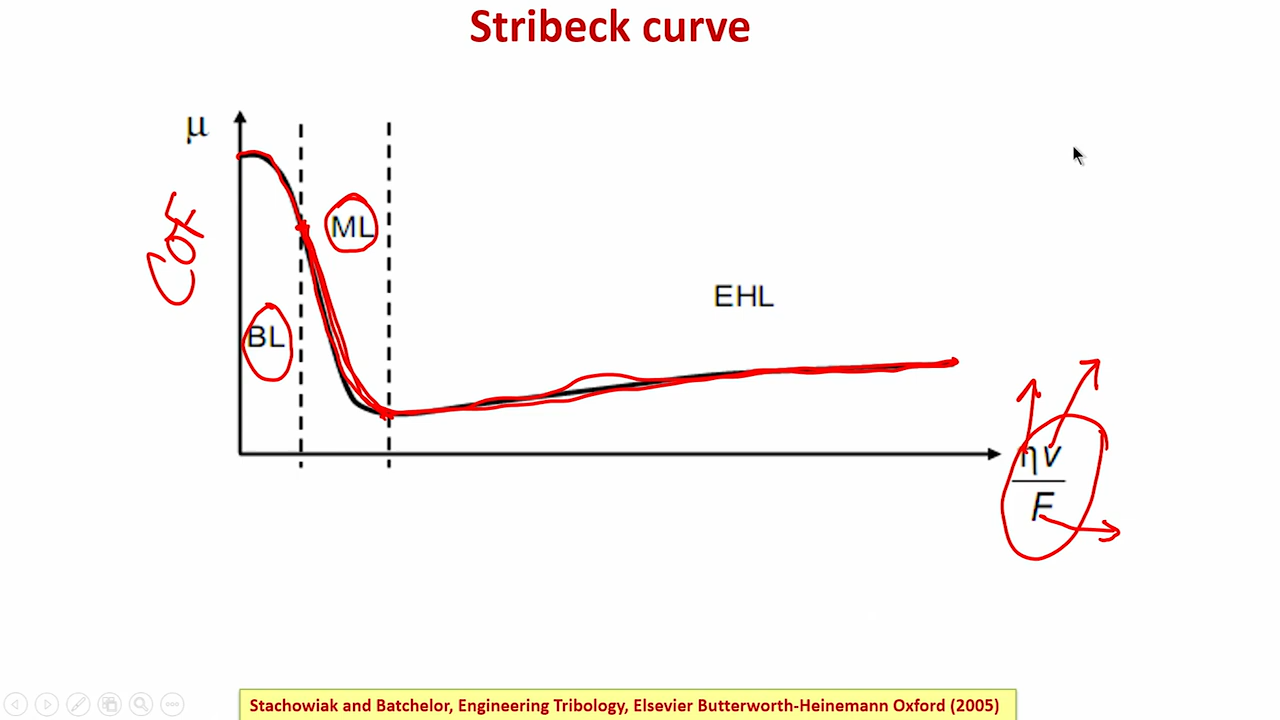 Stribeck curve
μ
COF
ML
BL
EHL
ηv
F
Stachowiak and Batchelor, Engineering Tribology, Elsevier Butterworth-Heinemann Oxford (2005)